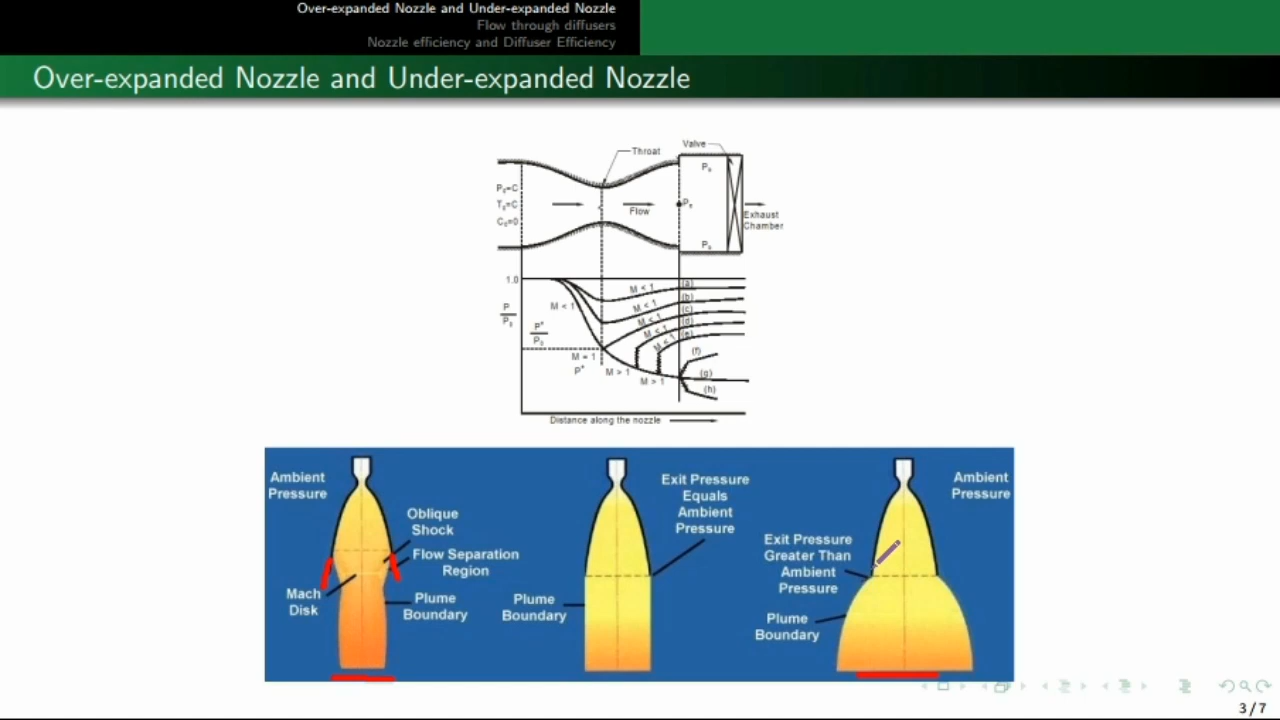 Over-expanded Nozzle and Under-expanded Nozzle
Flow through diffusers
Nozzle efficiency and Diffuser Efficiency
Over-expanded Nozzle and Under-expanded Nozzle
Throat
Valve
Flow
Exhaust
Chamber
1.0
P
M < 1
M < 1
M < 1
M < 1
M = 1
P*
M > 1
M > 1
(a)
(b)
(c)
(d)
(e)
(f)
(g)
(h)
Distance along the nozzle
Ambient
Pressure
Oblique
Shock
Flow Separation
Region
Mach
Disk
Plume
Boundary
Exit Pressure
Equals
Ambient
Pressure
Plume
Boundary
Ambient
Pressure
Exit Pressure
Greater Than
Ambient
Pressure
Plume
Boundary
3/7